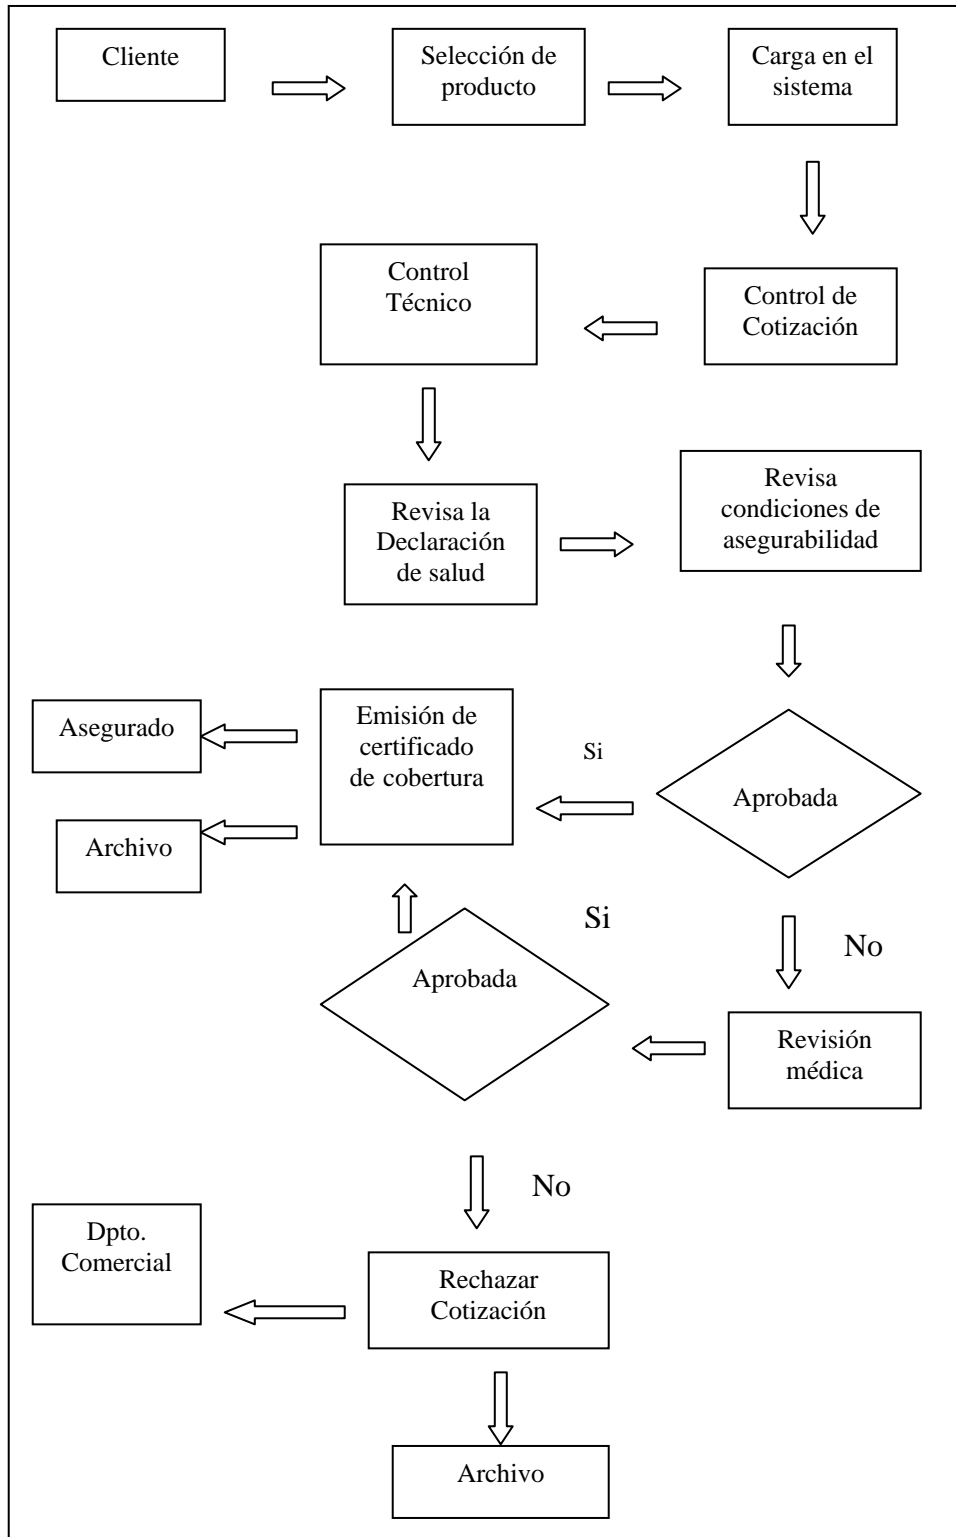 Cliente
Selección de
producto
Carga en el
sistema
Control
Técnico
Control de
Cotización
Revisa la
Declaración
de salud
Revisa
condiciones de
asegurabilidad
Asegurado
Emisión de
certificado
de cobertura
Si
Aprobada
Archivo
Si
No
Aprobada
Revisión
médica
No
Dpto.
Comercial
Rechazar
Cotización
Archivo